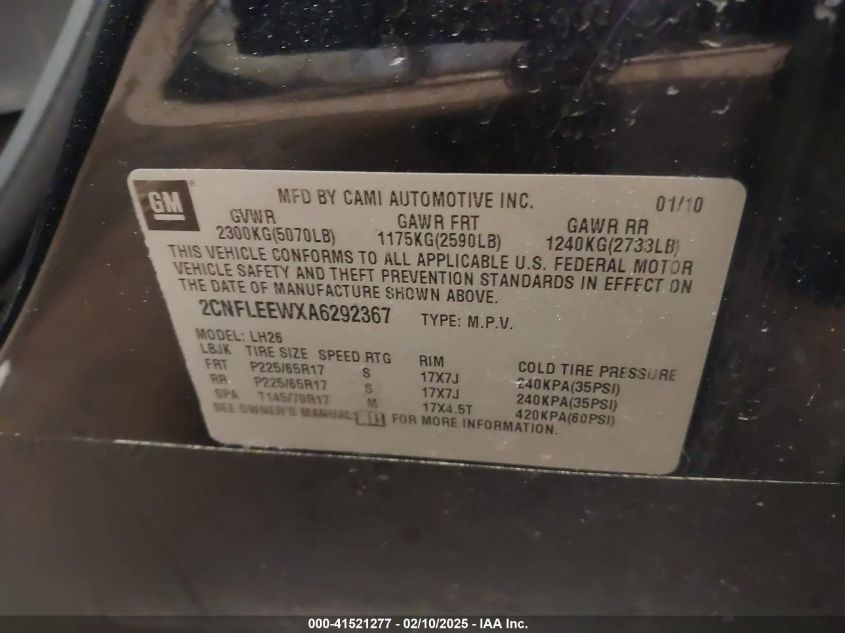 GM
MFD BY CAMI AUTOMOTIVE INC. 01/10
GVWR GAWR FRT GAWR RR
2300KG(5070LB) 1175KG(2590LB) 1240KG(2733LB)
THIS VEHICLE CONFORMS TO ALL APPLICABLE U.S. FEDERAL MOTOR
VEHICLE SAFETY AND THEFT PREVENTION STANDARDS IN EFFECT ON
THE DATE OF MANUFACTURE SHOWN ABOVE.
2CNFLEEWXA6292367 TYPE: M.P.V.
MODEL: LH26
LBJK TIRE SIZE SPEED RTG RIM COLD TIRE PRESSURE
FRT P225/65R17 S 17X7J 240KPA(35PSI)
RR P225/65R17 S 17X7J 240KPA(35PSI)
SPA T145/70R17 M 17X4.5T 420KPA(60PSI)
SEE OWNER'S MANUAL FOR MORE INFORMATION.
000-41521277 - 02/10/2025 - IAA Inc.